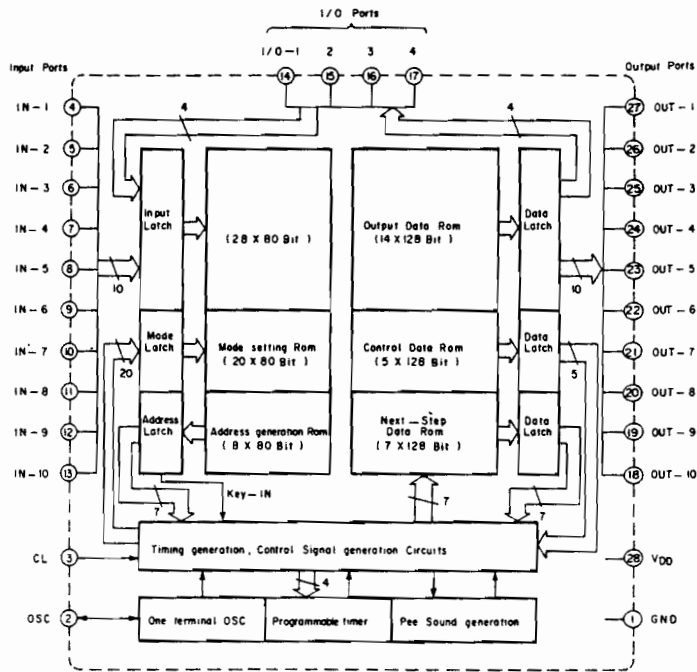 I/O Ports
I/O-1 2 3 4
Input Ports
Output Ports
14 15 16 17
IN-1 4
27 OUT-1
4
4
IN-2 5
26 OUT-2
IN-3 6
25 OUT-3
Input Latch
(28 X 80 Bit )
Output Data Rom
(14 X 128 Bit )
Data Latch
IN-4 7
24 OUT-4
IN-5 8
23 OUT-5
10
10
IN-6 9
22 OUT-6
Mode Latch
Mode setting Rom
( 20 X 80 Bit )
Control Data Rom
( 5 X 128 Bit )
Data Latch
IN-7 10
21 OUT-7
20
5
IN-8 11
20 OUT-8
Address Latch
Address generation Rom
( 8 X 80 Bit )
Next-Step
Data Rom
( 7 X 128 Bit )
Data Latch
IN-9 12
19 OUT-9
IN-10 13
18 OUT-10
Key-IN
7
7
7
Timing generation, Control Signal generation Circuits
CL 3
28 VDD
4
OSC 2
One terminal OSC
Programmable timer
Pee Sound generation
1 GND